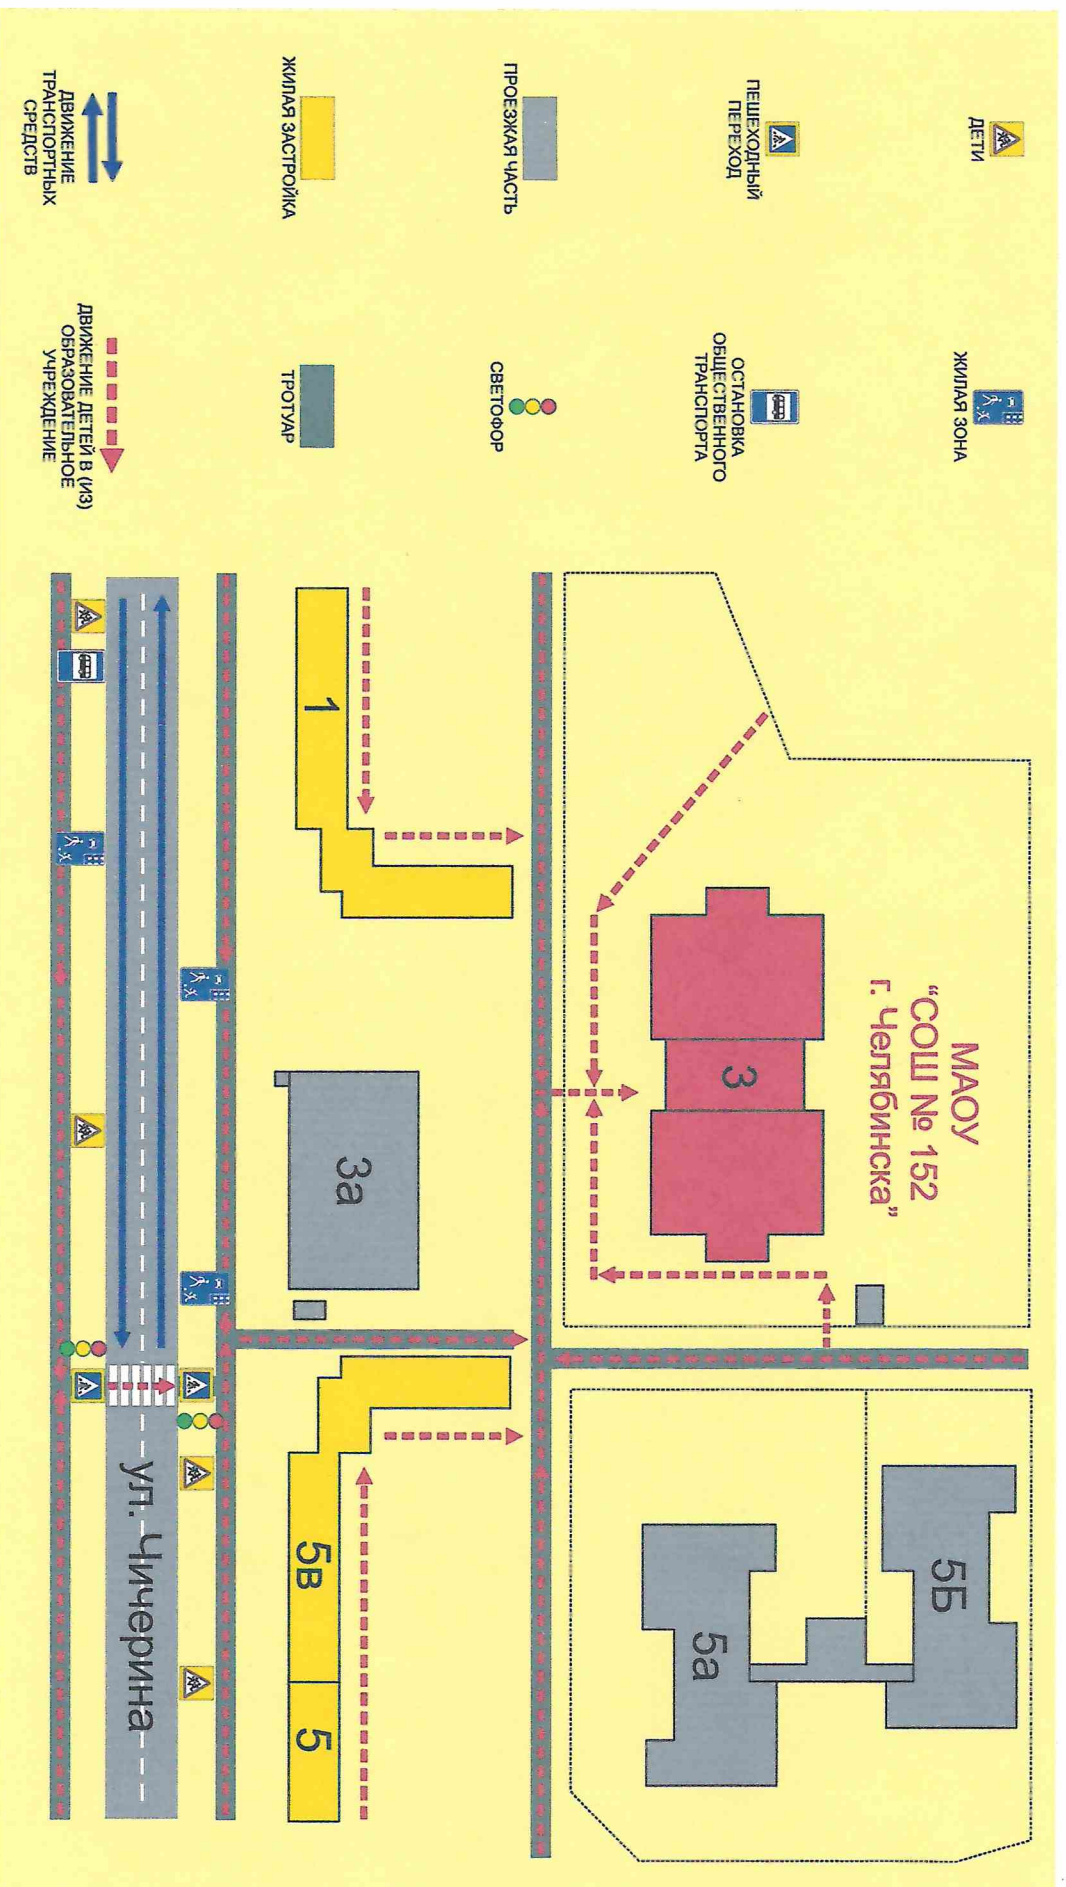 ДЕТИ
ЖИЛАЯ ЗОНА
ПЕШЕХОДНЫЙ
ПЕРЕХОД
ОСТАНОВКА
ОБЩЕСТВЕННОГО
ТРАНСПОРТА
ПРОЕЗЖАЯ ЧАСТЬ
СВЕТОФОР
ЖИЛАЯ ЗАСТРОЙКА
ТРОТУАР
ДВИЖЕНИЕ
ТРАНСПОРТНЫХ
СРЕДСТВ
ДВИЖЕНИЕ ДЕТЕЙ В (ИЗ)
ОБРАЗОВАТЕЛЬНОЕ
УЧРЕЖДЕНИЕ
МАОУ
"СОШ № 152
г. Челябинска"
3
5Б
5а
1
3а
5в
5
ул. Чичерина